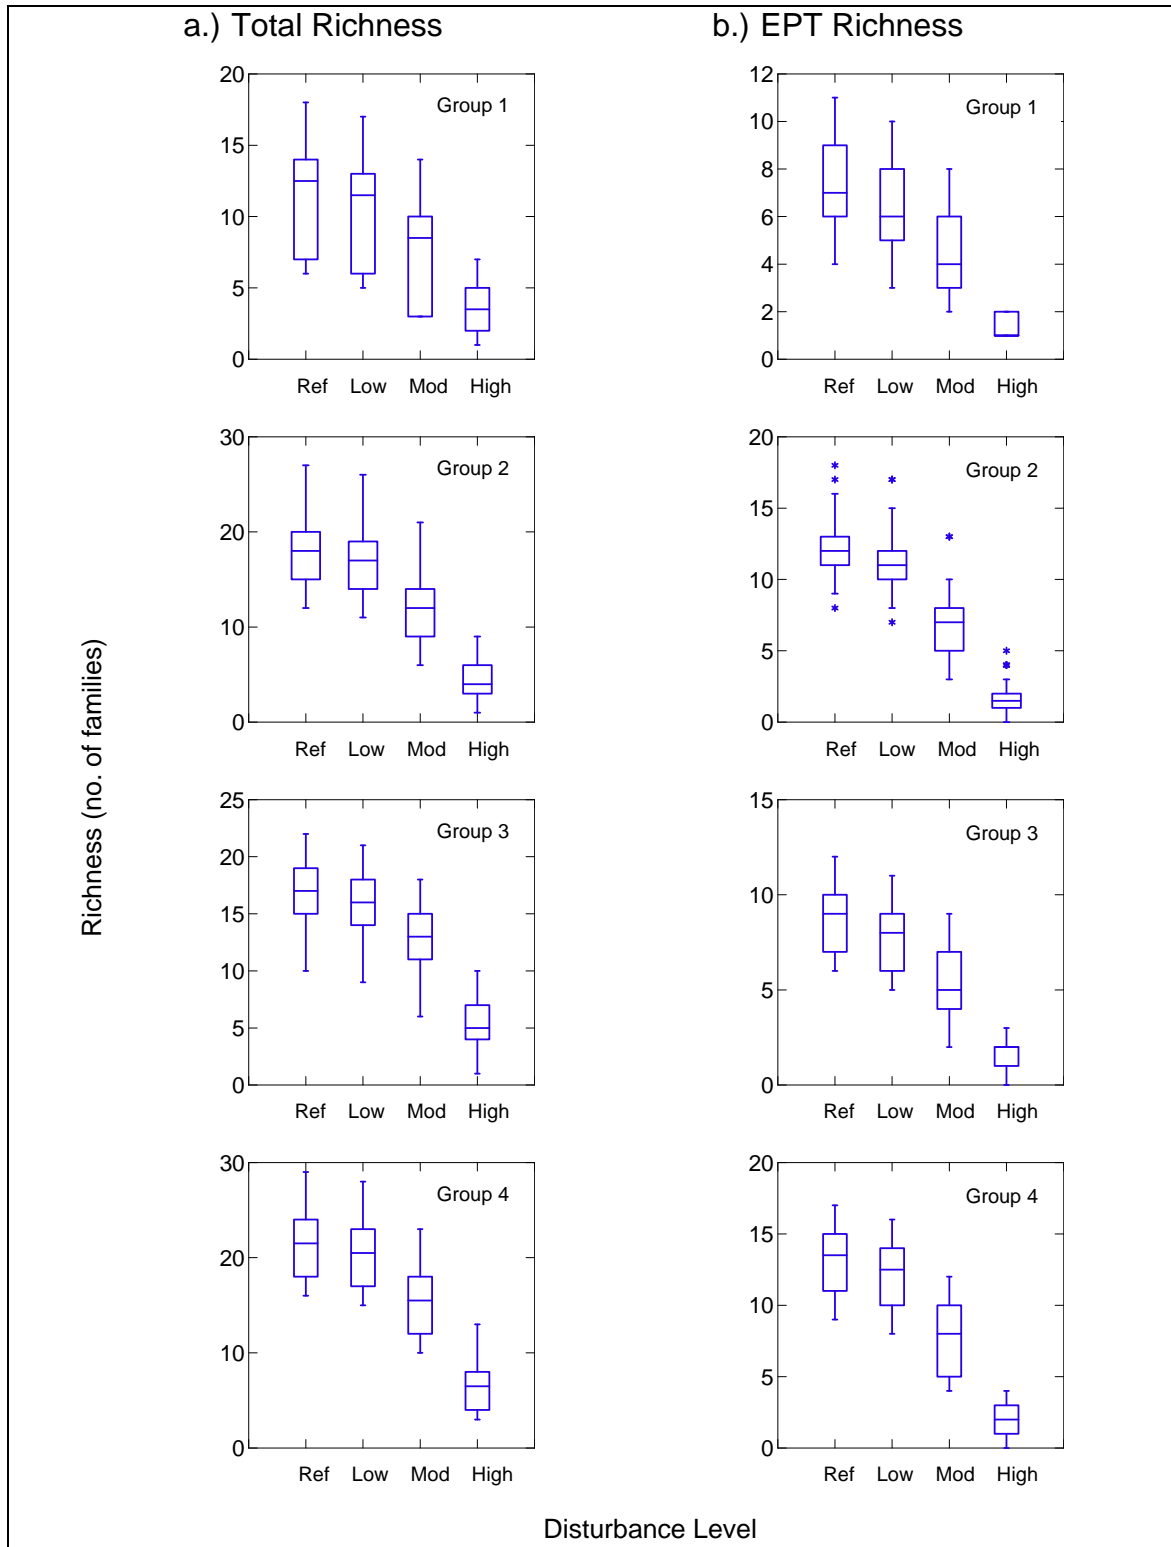 a.) Total Richness
b.) EPT Richness
Richness (no. of families)
20
15
10
5
0
Group 1
Ref Low Mod High
12
10
8
6
4
2
0
Group 1
Ref Low Mod High
30
20
10
0
Group 2
Ref Low Mod High
20
15
10
5
0
Group 2
Ref Low Mod High
25
20
15
10
5
0
Group 3
Ref Low Mod High
15
10
5
0
Group 3
Ref Low Mod High
30
20
10
0
Group 4
Ref Low Mod High
20
15
10
5
0
Group 4
Ref Low Mod High
Disturbance Level